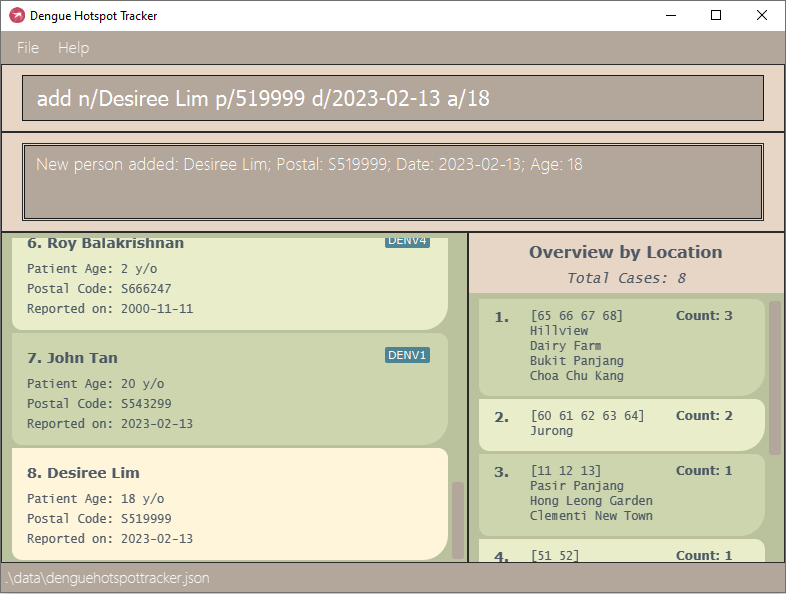 Dengue Hotspot Tracker
File Help
add n/Desiree Lim p/519999 d/2023-02-13 a/18
New person added: Desiree Lim; Postal: S519999; Date: 2023-02-13; Age: 18
6. Roy Balakrishnan DENV4
Patient Age: 2 y/o
Postal Code: S666247
Reported on: 2000-11-11
7. John Tan DENV1
Patient Age: 20 y/o
Postal Code: S543299
Reported on: 2023-02-13
8. Desiree Lim
Patient Age: 18 y/o
Postal Code: S519999
Reported on: 2023-02-13
Overview by Location
Total Cases: 8
1. [65 66 67 68] Count: 3
Hillview
Dairy Farm
Bukit Panjang
Choa Chu Kang
2. [60 61 62 63 64] Count: 2
Jurong
3. [11 12 13] Count: 1
Pasir Panjang
Hong Leong Garden
Clementi New Town
4. [51 52] Count: 1
.\data\denguehotspottracker.json